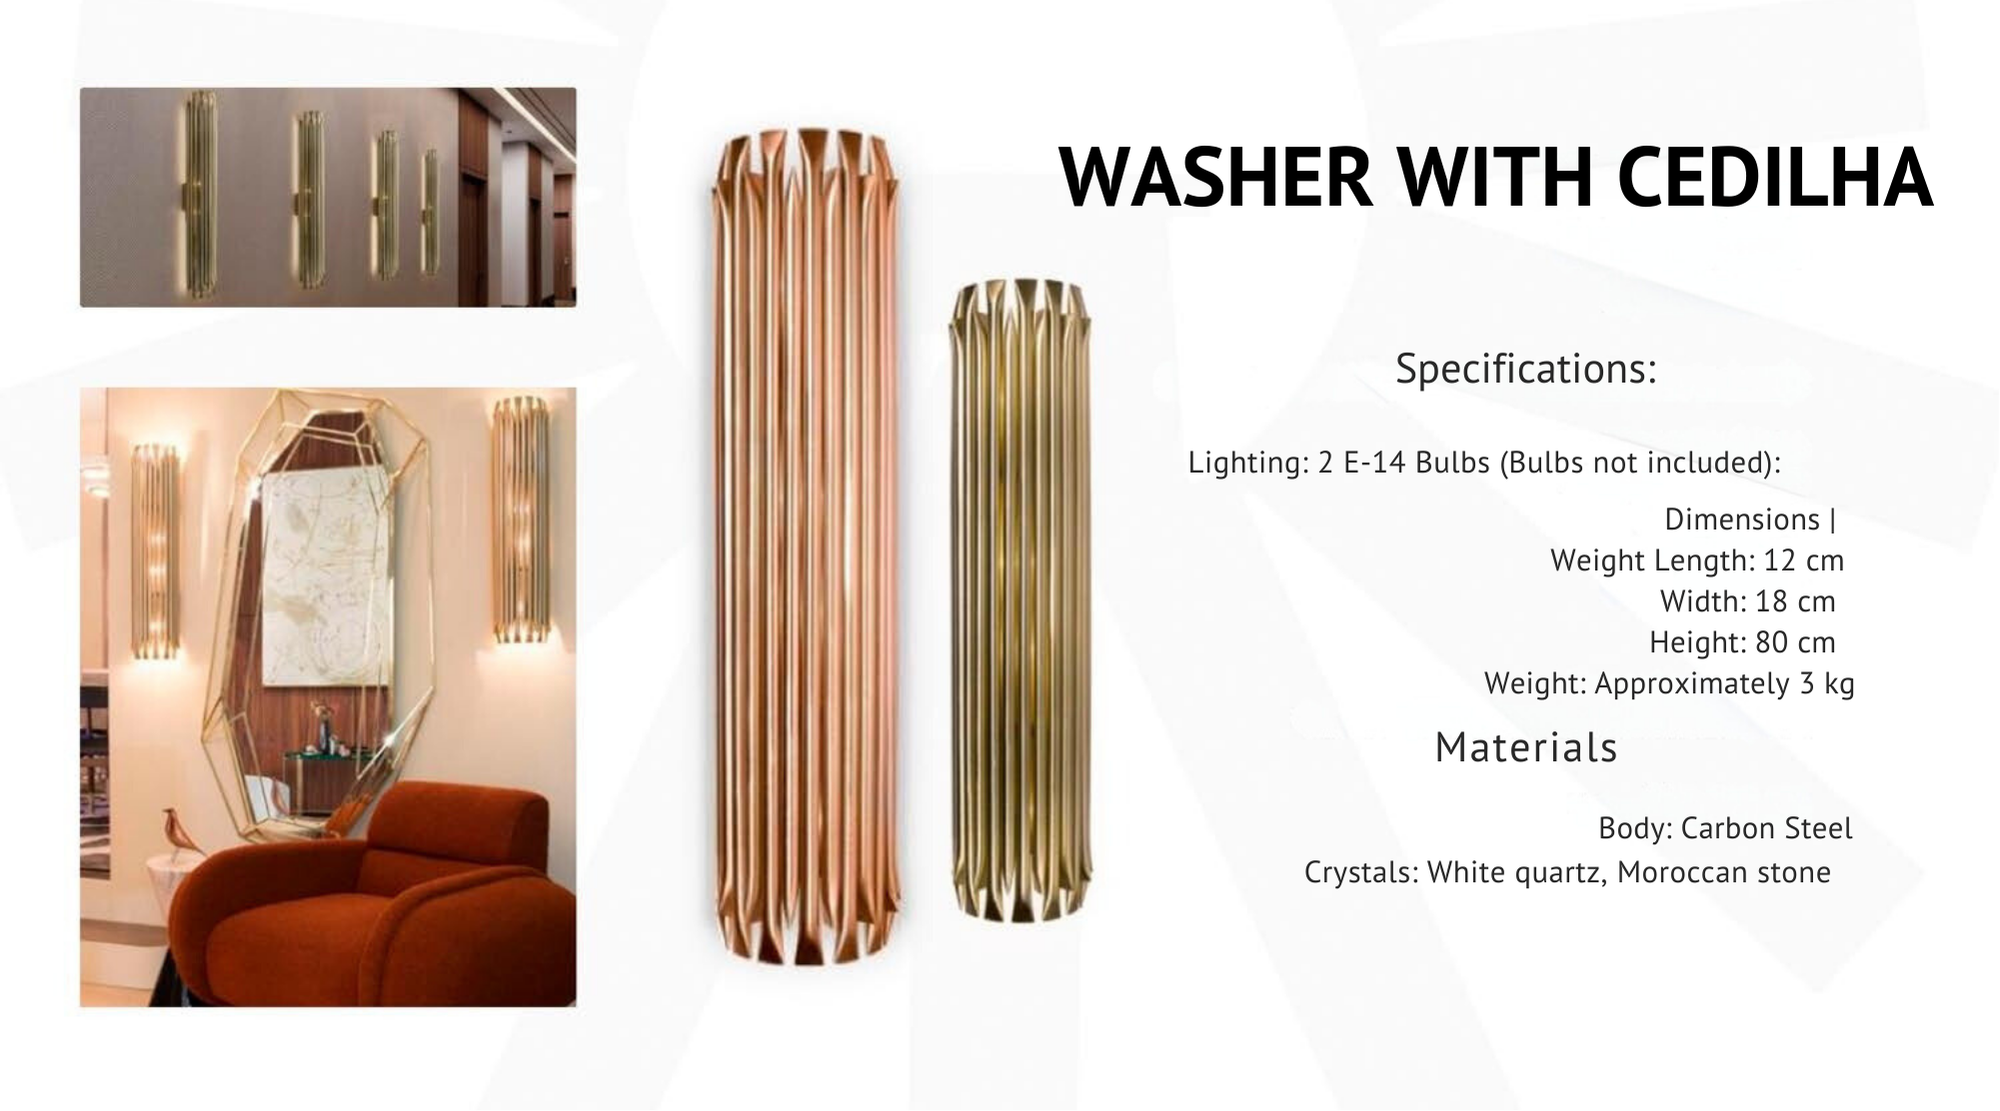 WASHER WITH CEDILHA
Specifications:
Lighting: 2 E-14 Bulbs (Bulbs not included):
Dimensions |
Weight Length: 12 cm
Width: 18 cm
Height: 80 cm
Weight: Approximately 3 kg
Materials
Body: Carbon Steel
Crystals: White quartz, Moroccan stone